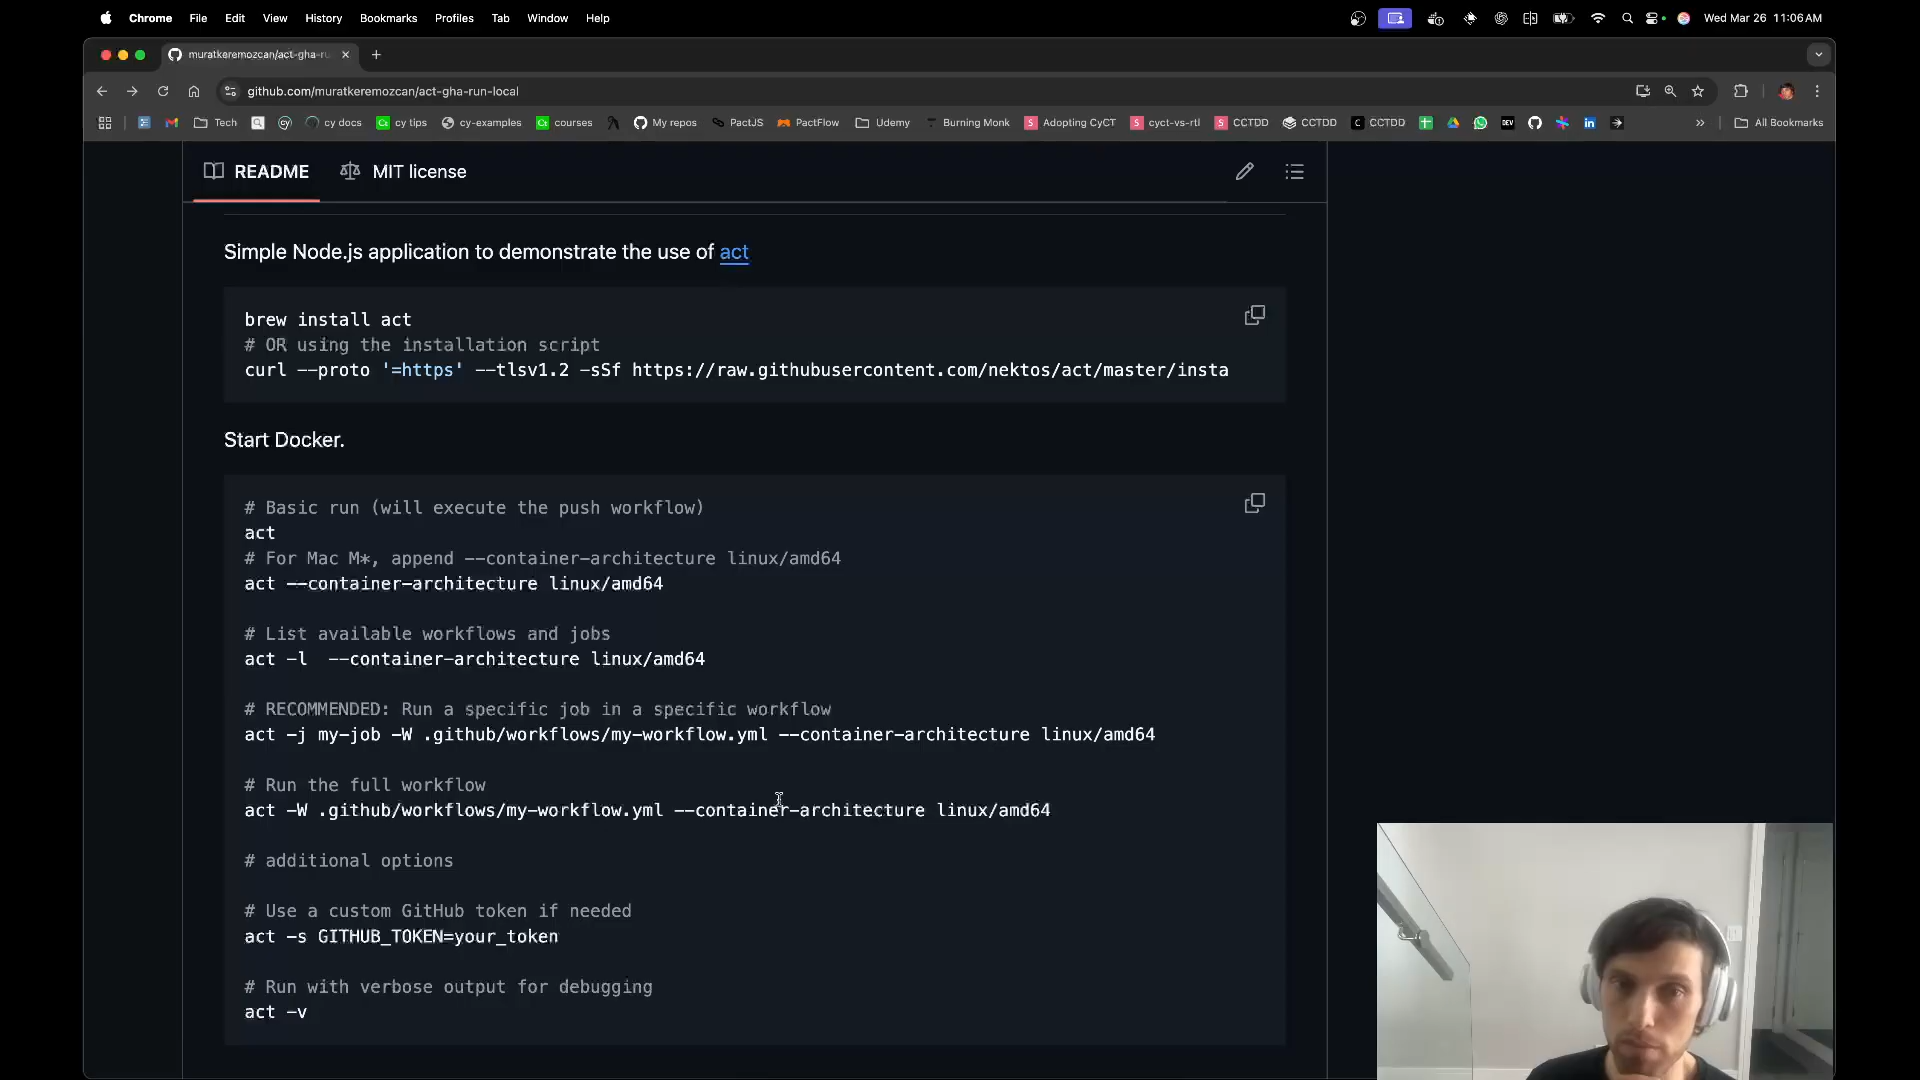 Chrome File Edit View History Bookmarks Profiles Tab Window Help Wed Mar 26 11:06 AM
muratkeremozcan/act-gha-ru
github.com/muratkeremozcan/act-gha-run-local
Tech cy docs cy tips cy-examples courses My repos PactJS PactFlow Udemy Burning Monk Adopting CyCT cyct-vs-rtl CCTDD CCTDD CCTDD All Bookmarks
README MIT license
Simple Node.js application to demonstrate the use of act
brew install act
# OR using the installation script
curl --proto '=https' --tlsv1.2 -sSf https://raw.githubusercontent.com/nektos/act/master/insta
Start Docker.
# Basic run (will execute the push workflow)
act
# For Mac M*, append --container-architecture linux/amd64
act --container-architecture linux/amd64
# List available workflows and jobs
act -l  --container-architecture linux/amd64
# RECOMMENDED: Run a specific job in a specific workflow
act -j my-job -W .github/workflows/my-workflow.yml --container-architecture linux/amd64
# Run the full workflow
act -W .github/workflows/my-workflow.yml --container-architecture linux/amd64
# additional options
# Use a custom GitHub token if needed
act -s GITHUB_TOKEN=your_token
# Run with verbose output for debugging
act -v